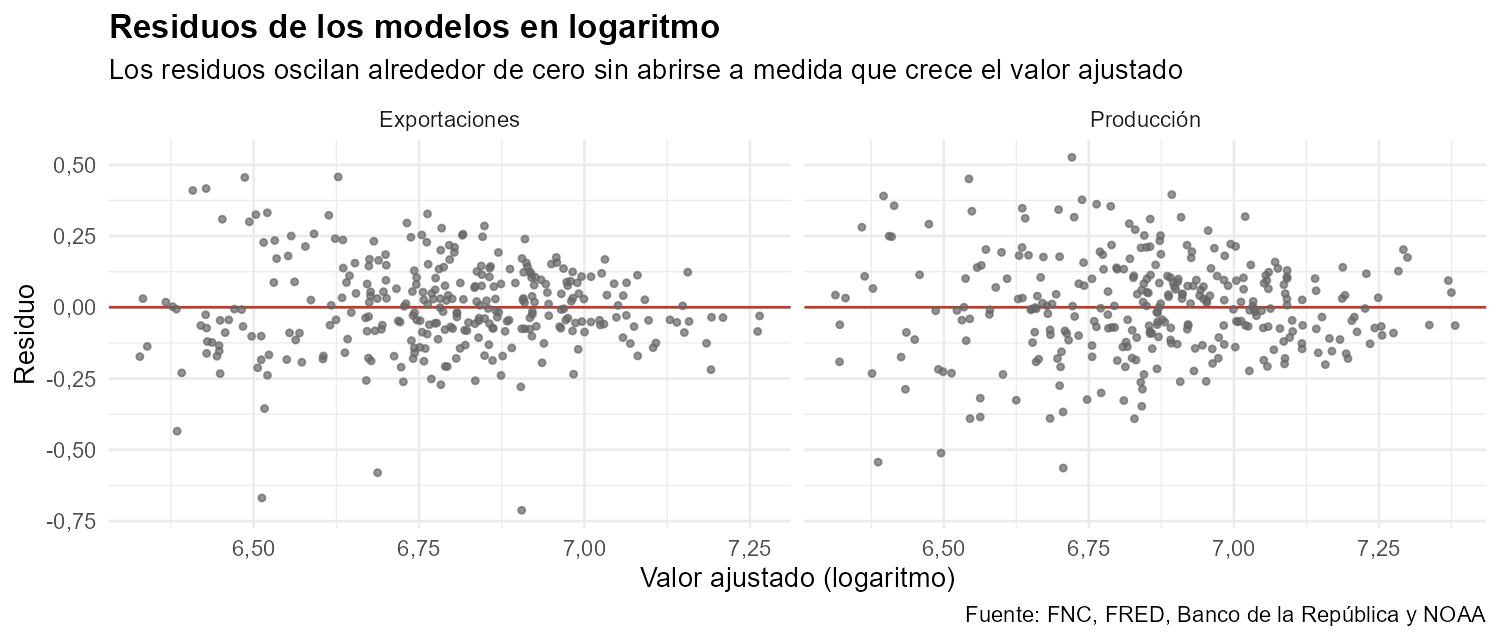 Residuos de los modelos en logaritmo
Los residuos oscilan alrededor de cero sin abrirse a medida que crece el valor ajustado
Exportaciones
Producción
0,50
0,25
0,00
-0,25
-0,50
-0,75
Residuo
6,50
6,75
7,00
7,25
6,50
6,75
7,00
7,25
Valor ajustado (logaritmo)
Fuente: FNC, FRED, Banco de la República y NOAA